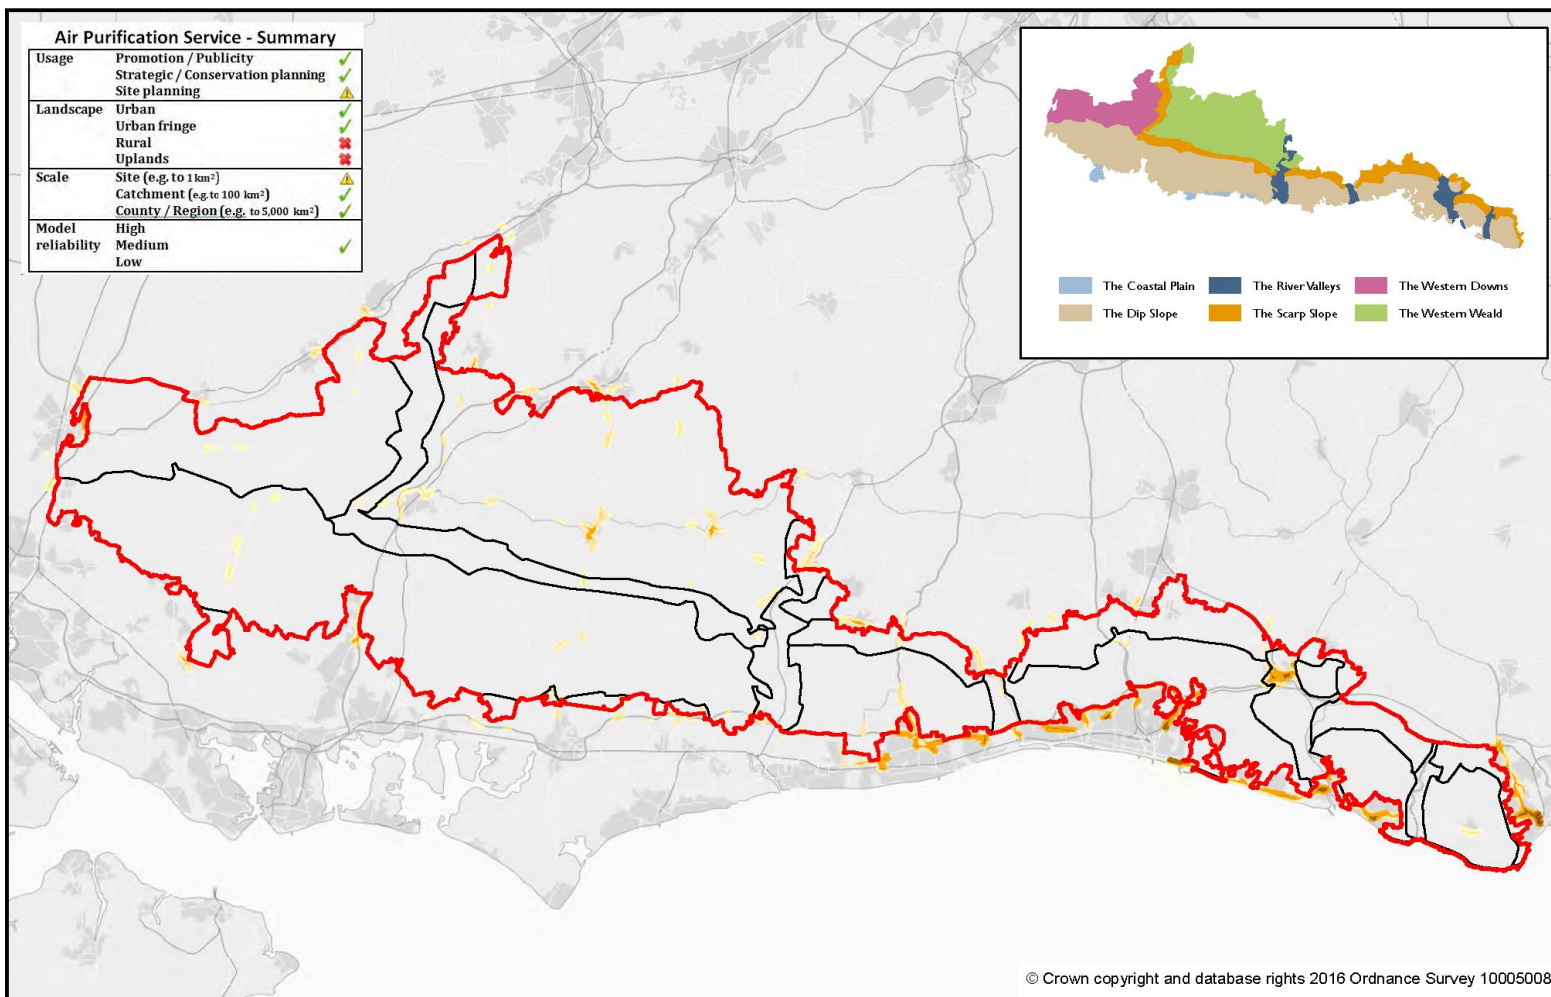 Air Purification Service - Summary
Usage Promotion / Publicity ✓
Strategic / Conservation planning ✓
Site planning ⚠
Landscape Urban ✓
Urban fringe ✓
Rural ✖
Uplands ✖
Scale Site (e.g. to 1 km²) ⚠
Catchment (e.g. to 100 km²) ✓
County / Region (e.g. to 5,000 km²) ✓
Model High
reliability Medium ✓
Low
The Coastal Plain The River Valleys The Western Downs
The Dip Slope The Scarp Slope The Western Weald
© Crown copyright and database rights 2016 Ordnance Survey 10005008